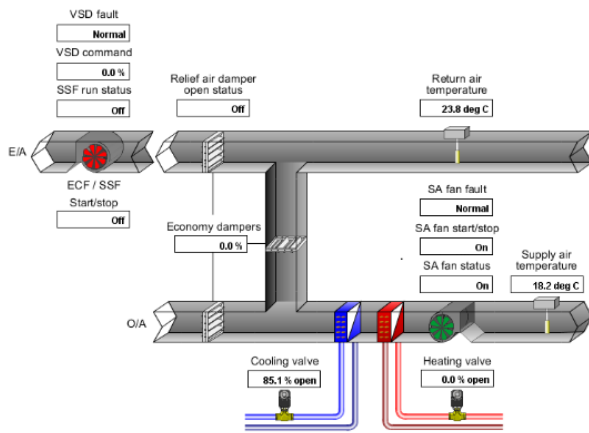 VSD fault
Normal
VSD command
0.0 %
SSF run status
Off
Relief air damper
open status
Off
Return air
temperature
23.8 deg C
E/A
ECF / SSF
Start/stop
Off
Economy dampers
0.0 %
SA fan fault
Normal
SA fan start/stop
On
SA fan status
On
Supply air
temperature
18.2 deg C
O/A
Cooling valve
85.1 % open
Heating valve
0.0 % open